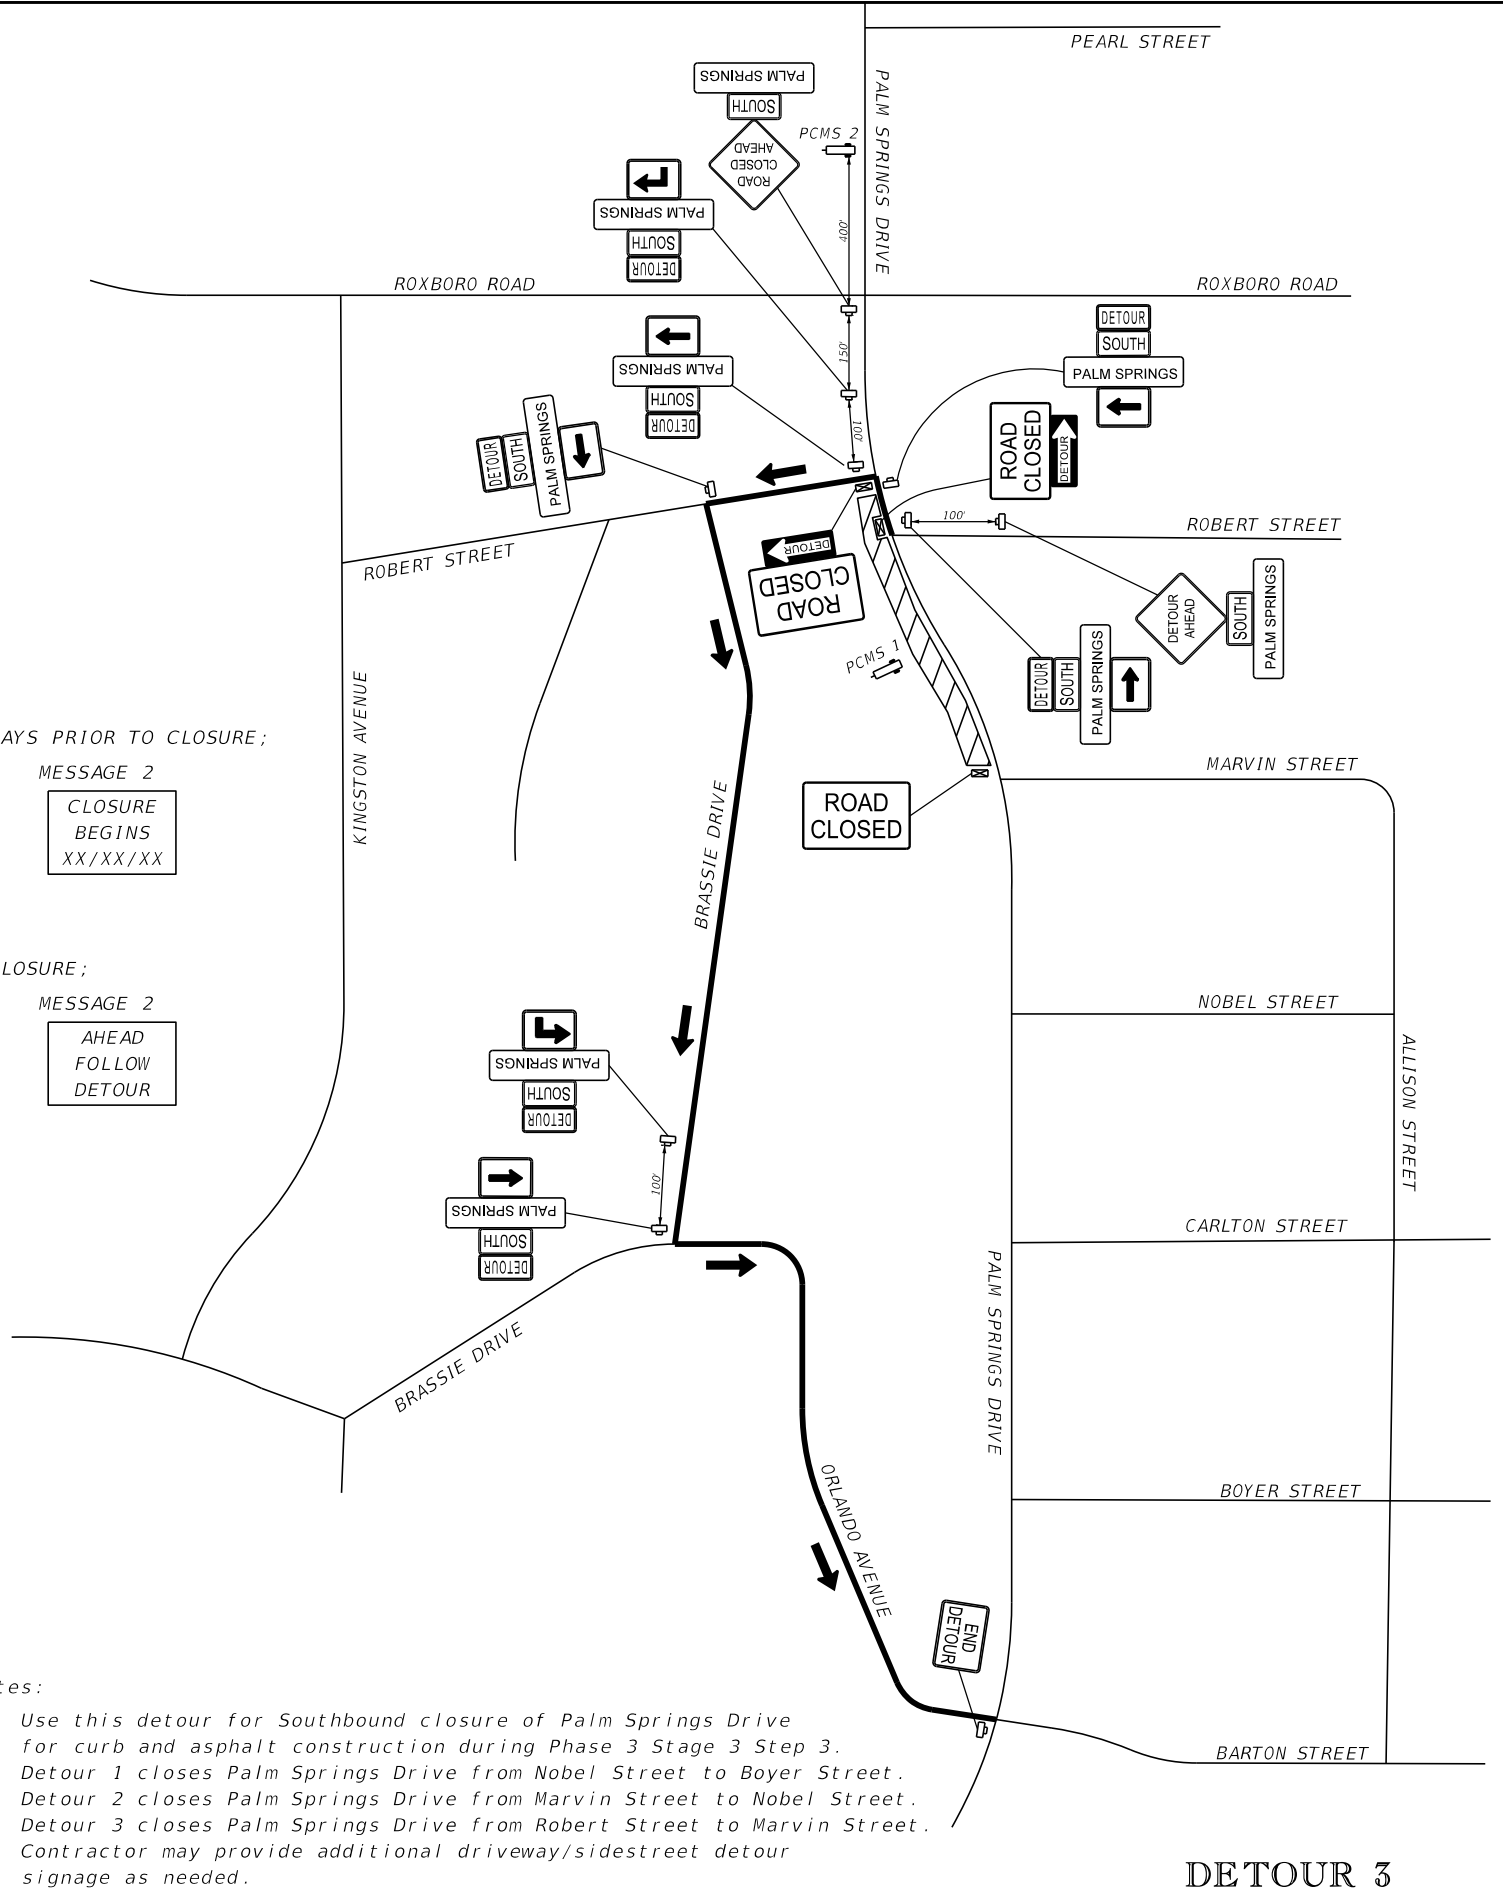 PEARL STREET
PALM SPRINGS
SOUTH
ROAD
CLOSED
AHEAD
PCMS 2
PALM SPRINGS DRIVE
400'
PALM SPRINGS
SOUTH
DETOUR
ROXBORO ROAD
ROXBORO ROAD
150'
100'
PALM SPRINGS
SOUTH
DETOUR
DETOUR
SOUTH
PALM SPRINGS
DETOUR
SOUTH
PALM SPRINGS
ROAD
CLOSED
DETOUR
100'
ROBERT STREET
ROBERT STREET
DETOUR
ROAD
CLOSED
DETOUR
AHEAD
SOUTH
PALM SPRINGS
DETOUR
SOUTH
PALM SPRINGS
PCMS 1
KINGSTON AVENUE
AYS PRIOR TO CLOSURE;
MESSAGE 2
CLOSURE
BEGINS
XX/XX/XX
MARVIN STREET
ROAD
CLOSED
BRASSIE DRIVE
LOSURE;
MESSAGE 2
AHEAD
FOLLOW
DETOUR
NOBEL STREET
ALLISON STREET
PALM SPRINGS
SOUTH
DETOUR
100'
PALM SPRINGS
SOUTH
DETOUR
CARLTON STREET
PALM SPRINGS DRIVE
BRASSIE DRIVE
ORLANDO AVENUE
BOYER STREET
END
DETOUR
BARTON STREET
tes:
Use this detour for Southbound closure of Palm Springs Drive
for curb and asphalt construction during Phase 3 Stage 3 Step 3.
Detour 1 closes Palm Springs Drive from Nobel Street to Boyer Street.
Detour 2 closes Palm Springs Drive from Marvin Street to Nobel Street.
Detour 3 closes Palm Springs Drive from Robert Street to Marvin Street.
Contractor may provide additional driveway/sidestreet detour
signage as needed.
DETOUR 3